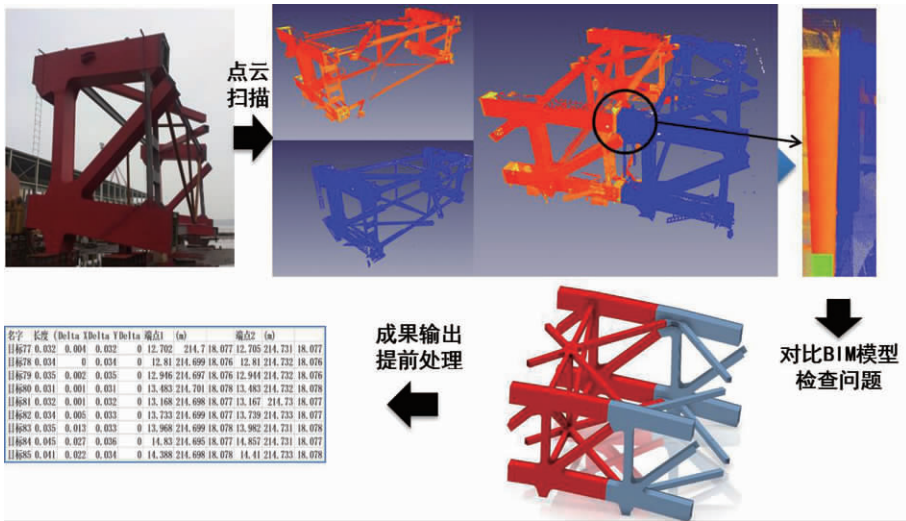 点云
扫描
对比BIM模型
检查问题
成果输出
提前处理
名字 长度 (Delta XDelta YDelta 端点1 (m) 端点2 (m)
目标77 0.032 0.004 0.032 0 12.702 214.7 18.077 12.705 214.731 18.077
目标78 0.034 0 0.034 0 12.81 214.699 18.076 12.81 214.732 18.076
目标79 0.035 0.002 0.035 0 12.946 214.697 18.076 12.944 214.732 18.076
目标80 0.031 0.001 0.031 0 13.483 214.701 18.078 13.483 214.732 18.078
目标81 0.032 0.001 0.032 0 13.168 214.698 18.077 13.167 214.73 18.077
目标82 0.034 0.005 0.033 0 13.733 214.699 18.077 13.739 214.733 18.077
目标83 0.035 0.013 0.033 0 13.968 214.699 18.078 13.982 214.731 18.078
目标84 0.045 0.027 0.036 0 14.83 214.695 18.077 14.857 214.731 18.077
目标85 0.041 0.022 0.034 0 14.388 214.698 18.078 14.41 214.733 18.078